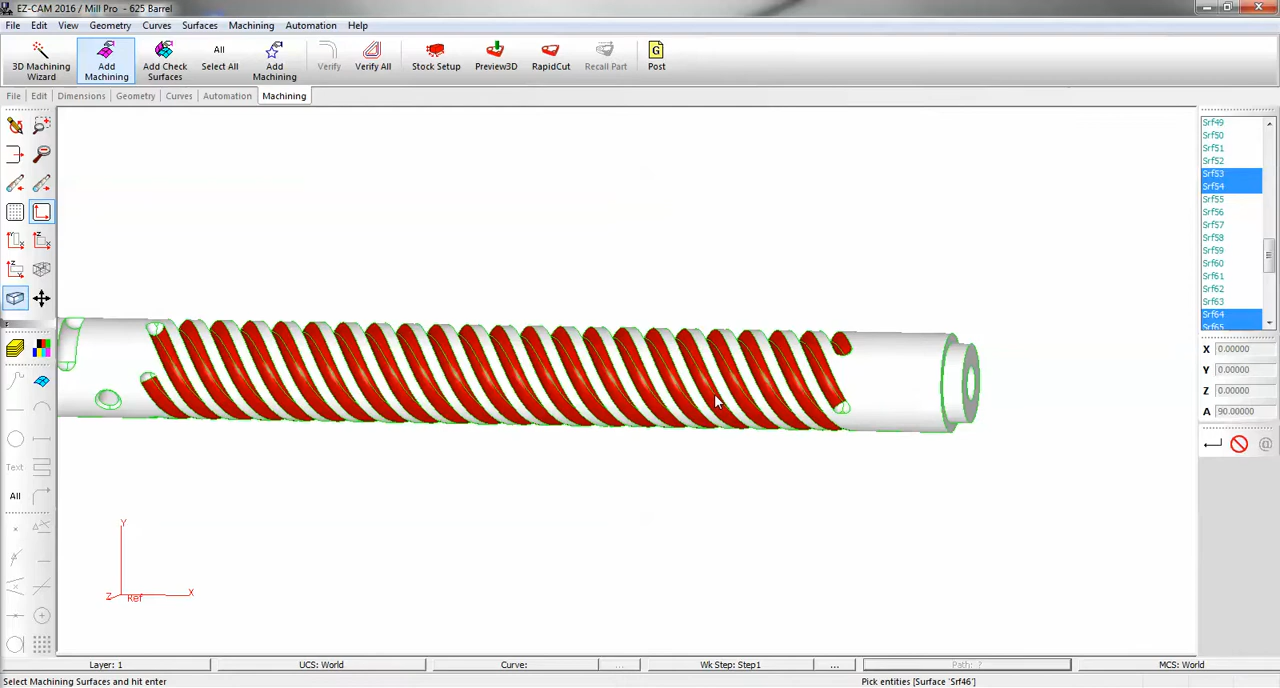 EZ-CAM 2016 / Mill Pro - 625 Barrel
File Edit View Geometry Curves Surfaces Machining Automation Help
3D Machining Wizard
Add Machining
Add Check Surfaces
All
Select All
Add Machining
Verify
Verify All
Stock Setup
Preview3D
RapidCut
Recall Part
G
Post
File Edit Dimensions Geometry Curves Automation Machining
Srf49
Srf50
Srf51
Srf52
Srf53
Srf54
Srf55
Srf56
Srf57
Srf58
Srf59
Srf60
Srf61
Srf62
Srf63
Srf64
Srf65
X 0.00000
Y 0.00000
Z 0.00000
A 90.00000
@
Text
All
Y
Z Ref X
Layer: 1 UCS: World Curve: ... Wk Step: Step1 ... Path: 7 MCS: World
Select Machining Surfaces and hit enter Pick entities [Surface 'Srf46']